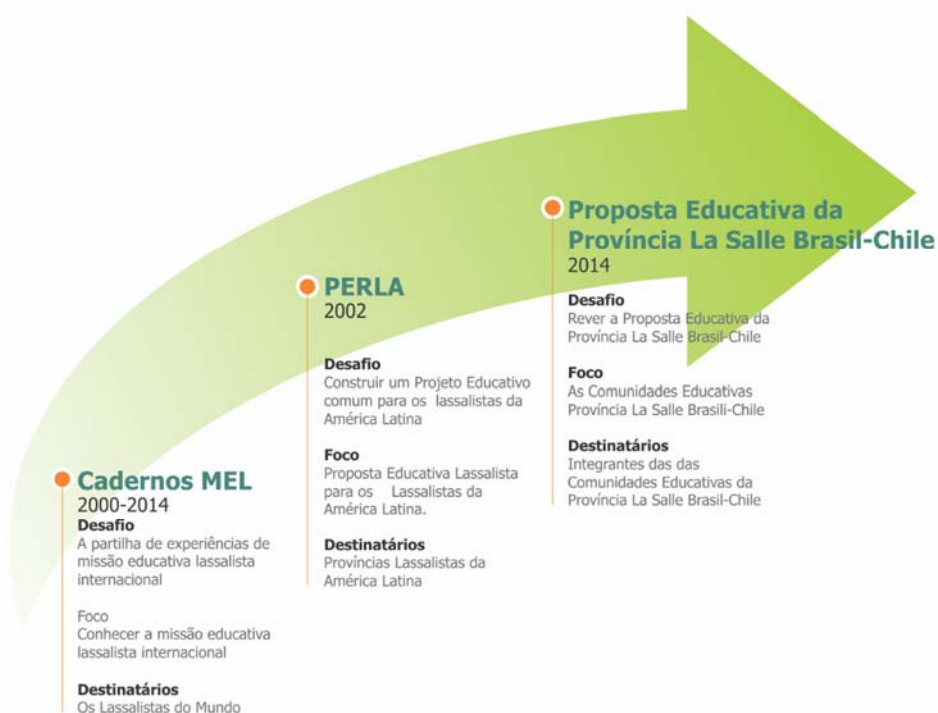 Proposta Educativa da
Província La Salle Brasil-Chile
2014
Desafio
Rever a Proposta Educativa da
Província La Salle Brasil-Chile
Foco
As Comunidades Educativas
Província La Salle Brasili-Chile
Destinatários
Integrantes das das
Comunidades Educativas da
Província La Salle Brasil-Chile
PERLA
2002
Desafio
Construir um Projeto Educativo
comum para os lassalistas da
América Latina
Foco
Proposta Educativa Lassalista
para os Lassalistas da
América Latina.
Destinatários
Províncias Lassalistas da
América Latina
Cadernos MEL
2000-2014
Desafio
A partilha de experiências de
missão educativa lassalista
internacional
Foco
Conhecer a missão educativa
lassalista internacional
Destinatários
Os Lassalistas do Mundo